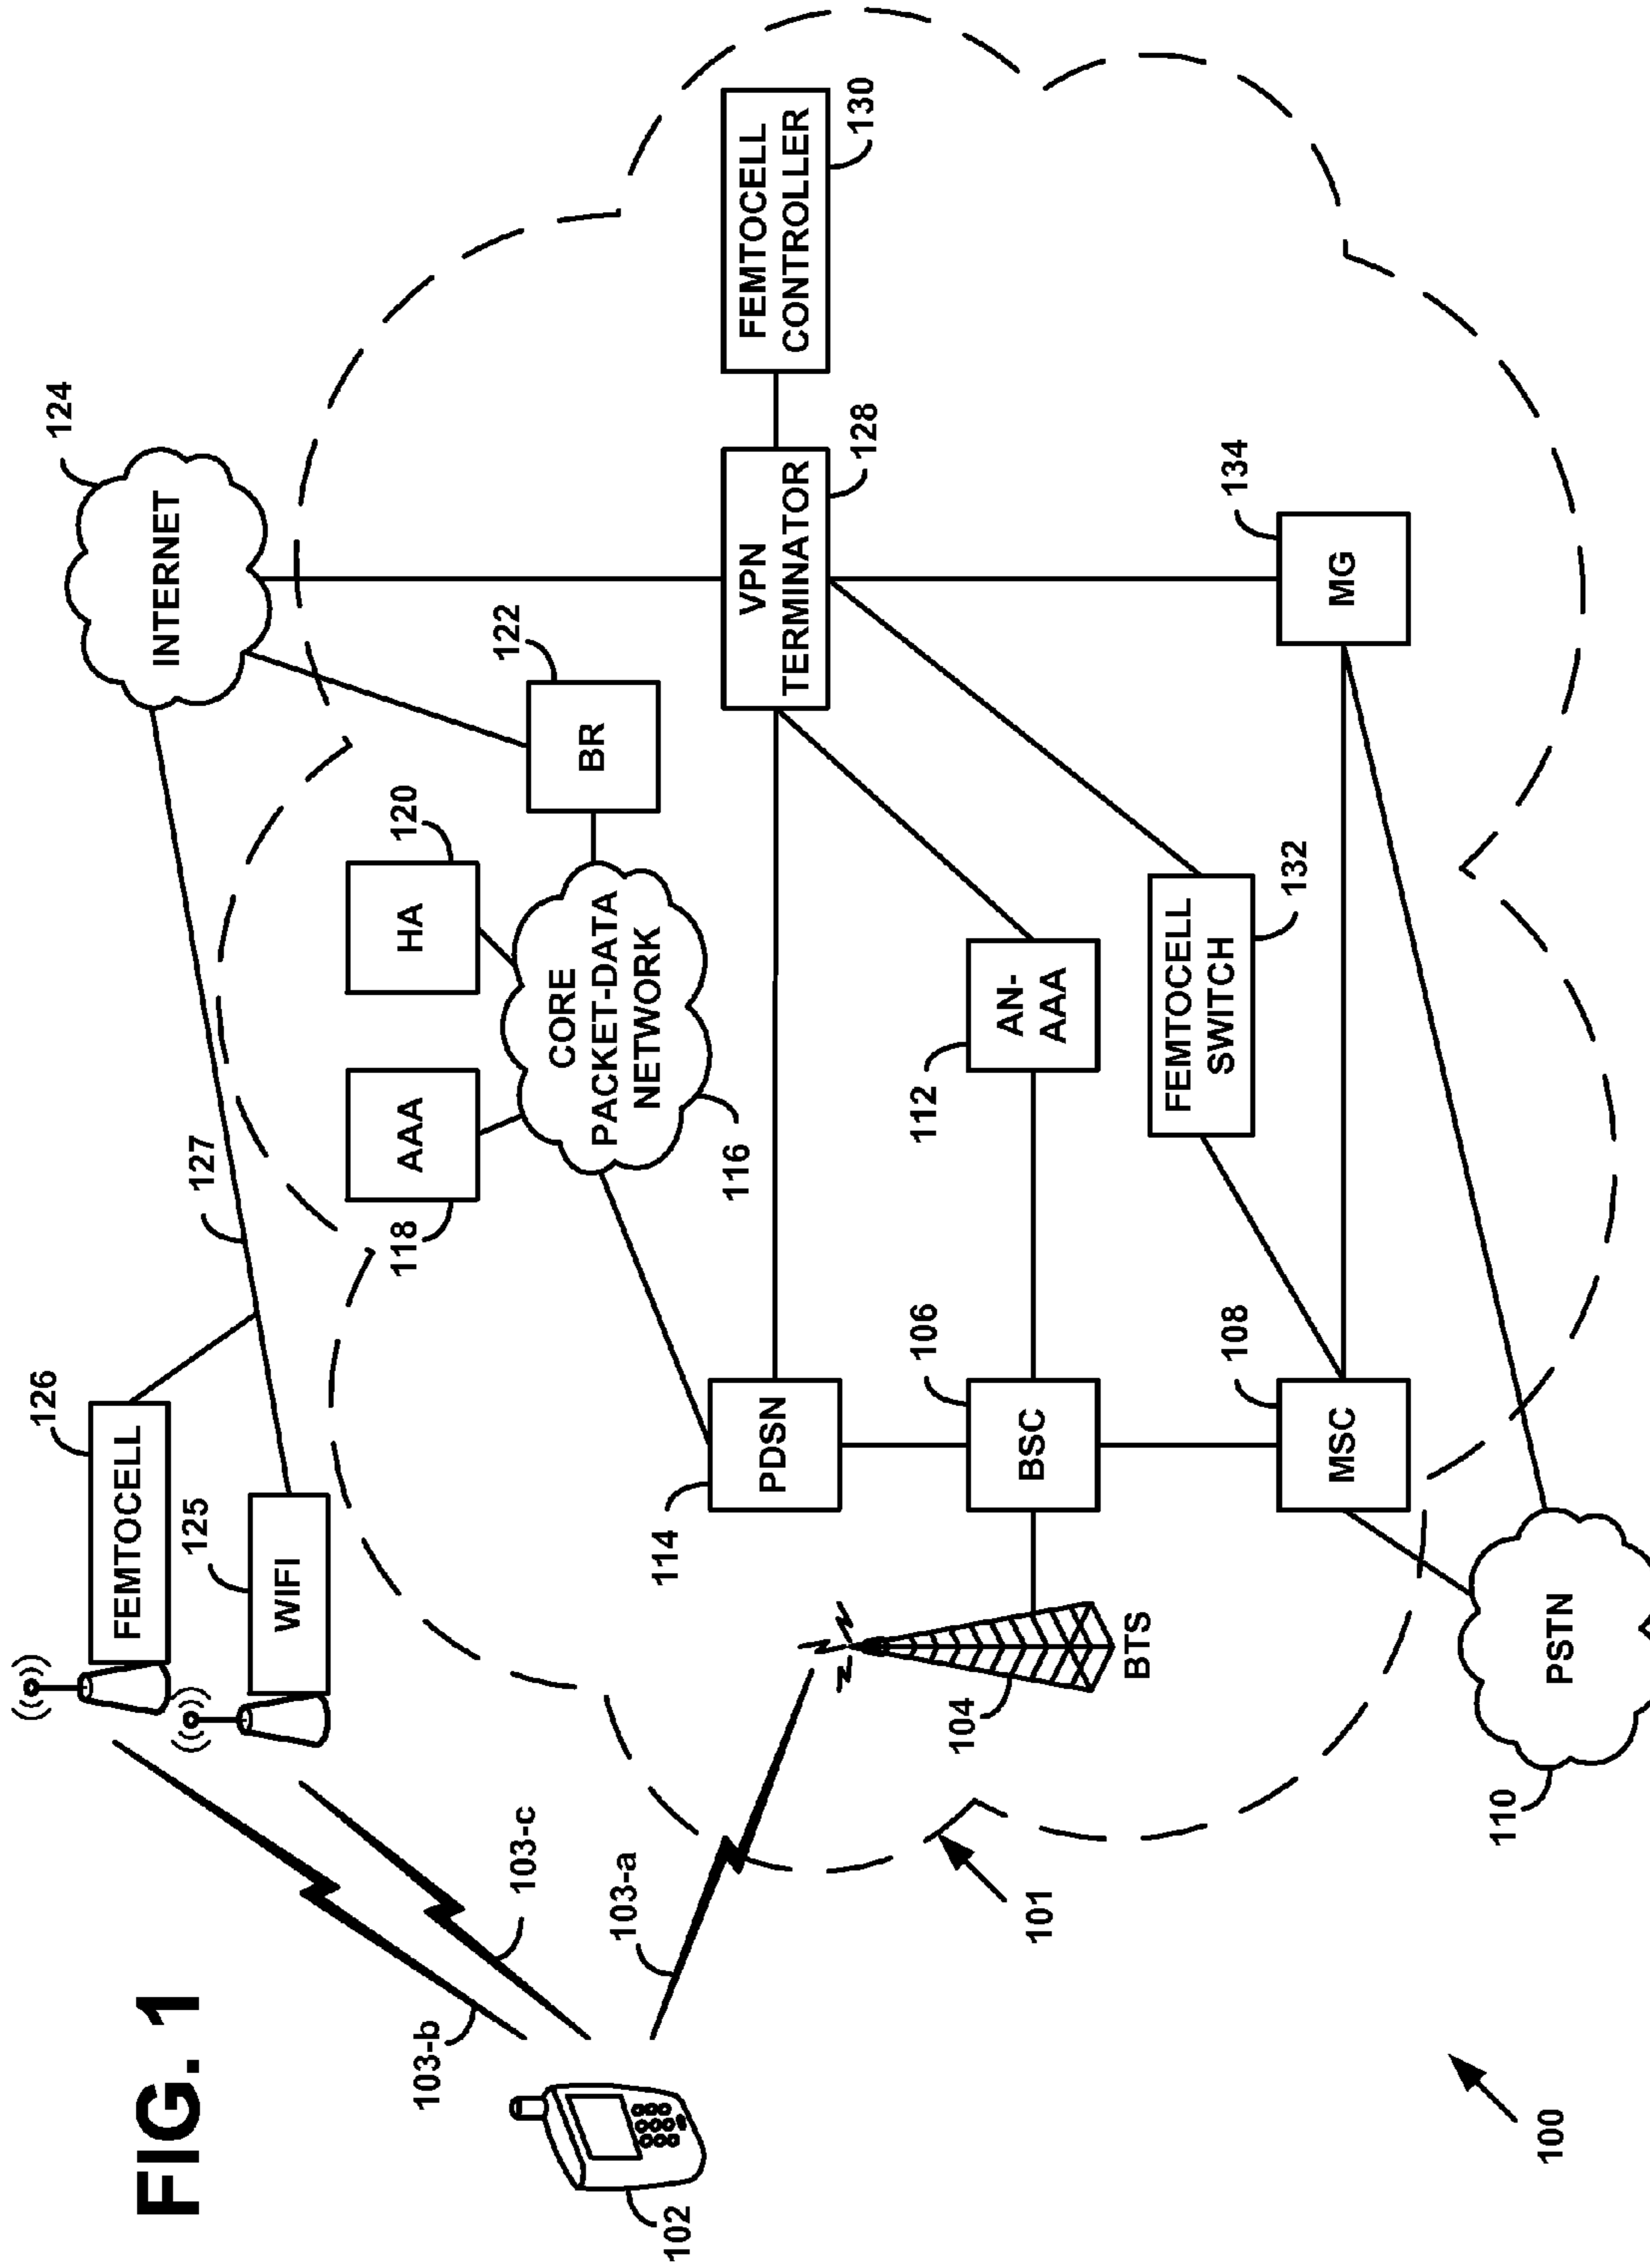 FIG. 1
126
FEMTOCELL
125
WIFI
127
124
INTERNET
103-b
103-c
103-a
102
118
AAA
120
HA
122
BR
CORE
PACKET-DATA
NETWORK
116
114
PDSN
VPN
TERMINATOR
128
FEMTOCELL
CONTROLLER
130
104
BTS
106
BSC
112
AN-
AAA
101
108
MSC
FEMTOCELL
SWITCH
132
134
MG
110
PSTN
100